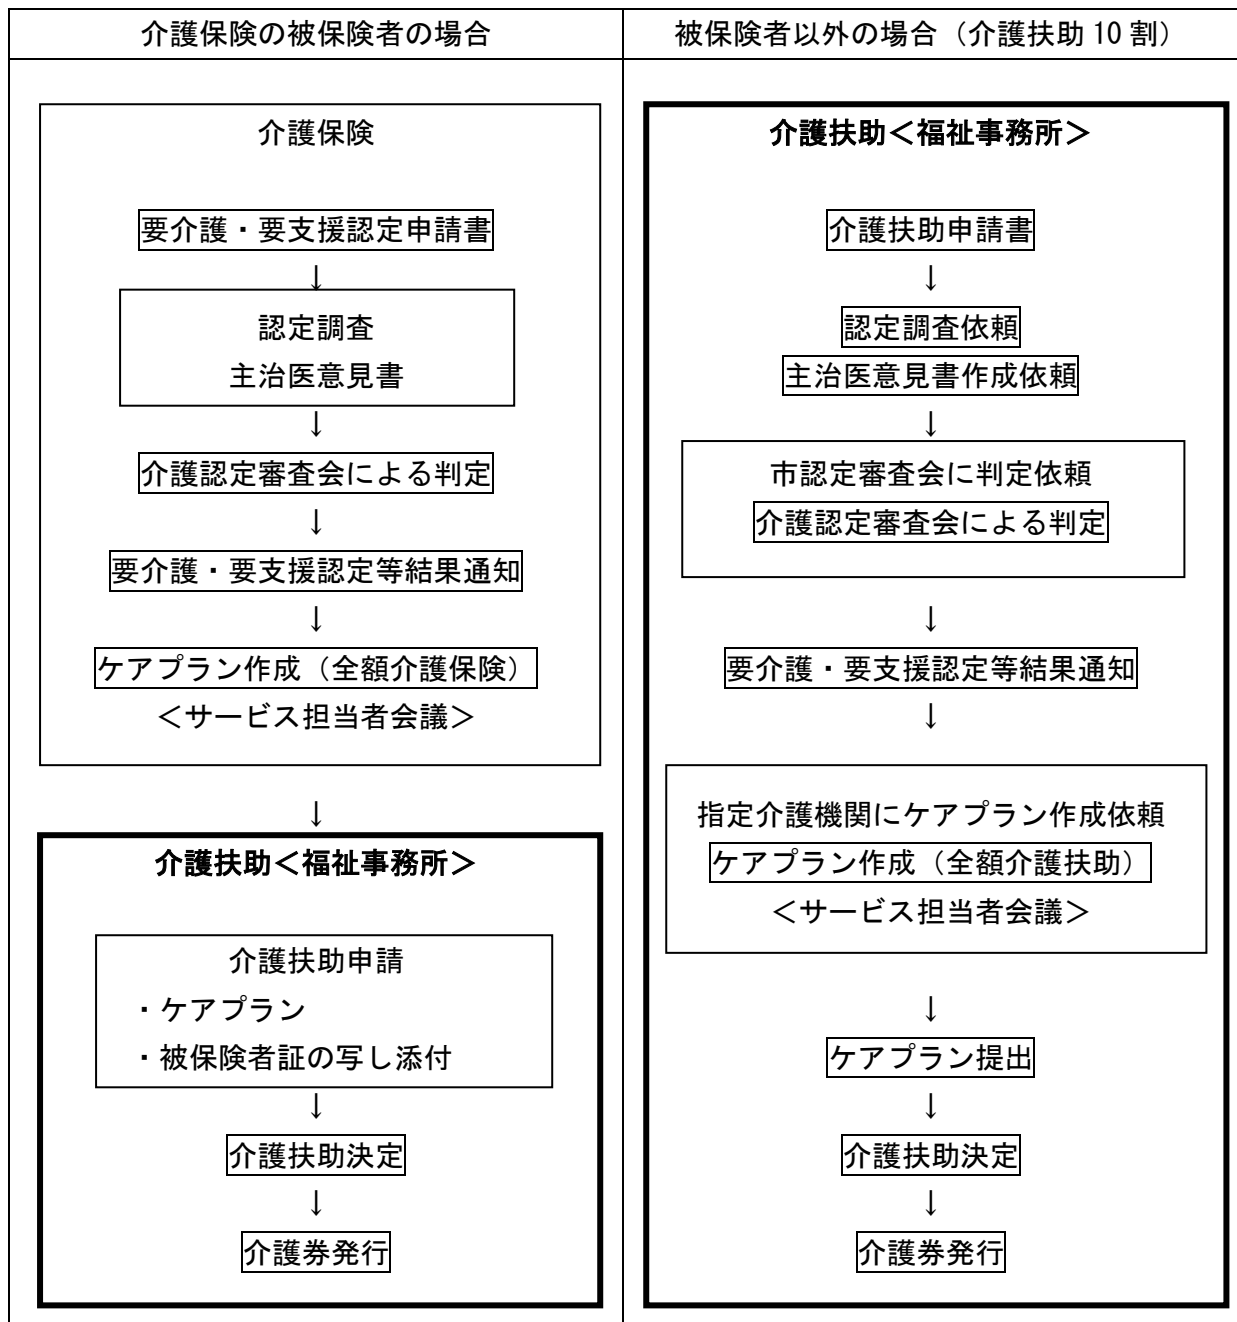 介護保険の被保険者の場合
介護保険
要介護・要支援認定申請書
↓
認定調査
主治医意見書
↓
介護認定審査会による判定
↓
要介護・要支援認定等結果通知
↓
ケアプラン作成（全額介護保険）
＜サービス担当者会議＞
↓
介護扶助＜福祉事務所＞
介護扶助申請
・ケアプラン
・被保険者証の写し添付
↓
介護扶助決定
↓
介護券発行
被保険者以外の場合（介護扶助 10 割）
介護扶助＜福祉事務所＞
介護扶助申請書
↓
認定調査依頼
主治医意見書作成依頼
↓
市認定審査会に判定依頼
介護認定審査会による判定
↓
要介護・要支援認定等結果通知
↓
指定介護機関にケアプラン作成依頼
ケアプラン作成（全額介護扶助）
＜サービス担当者会議＞
↓
ケアプラン提出
↓
介護扶助決定
↓
介護券発行